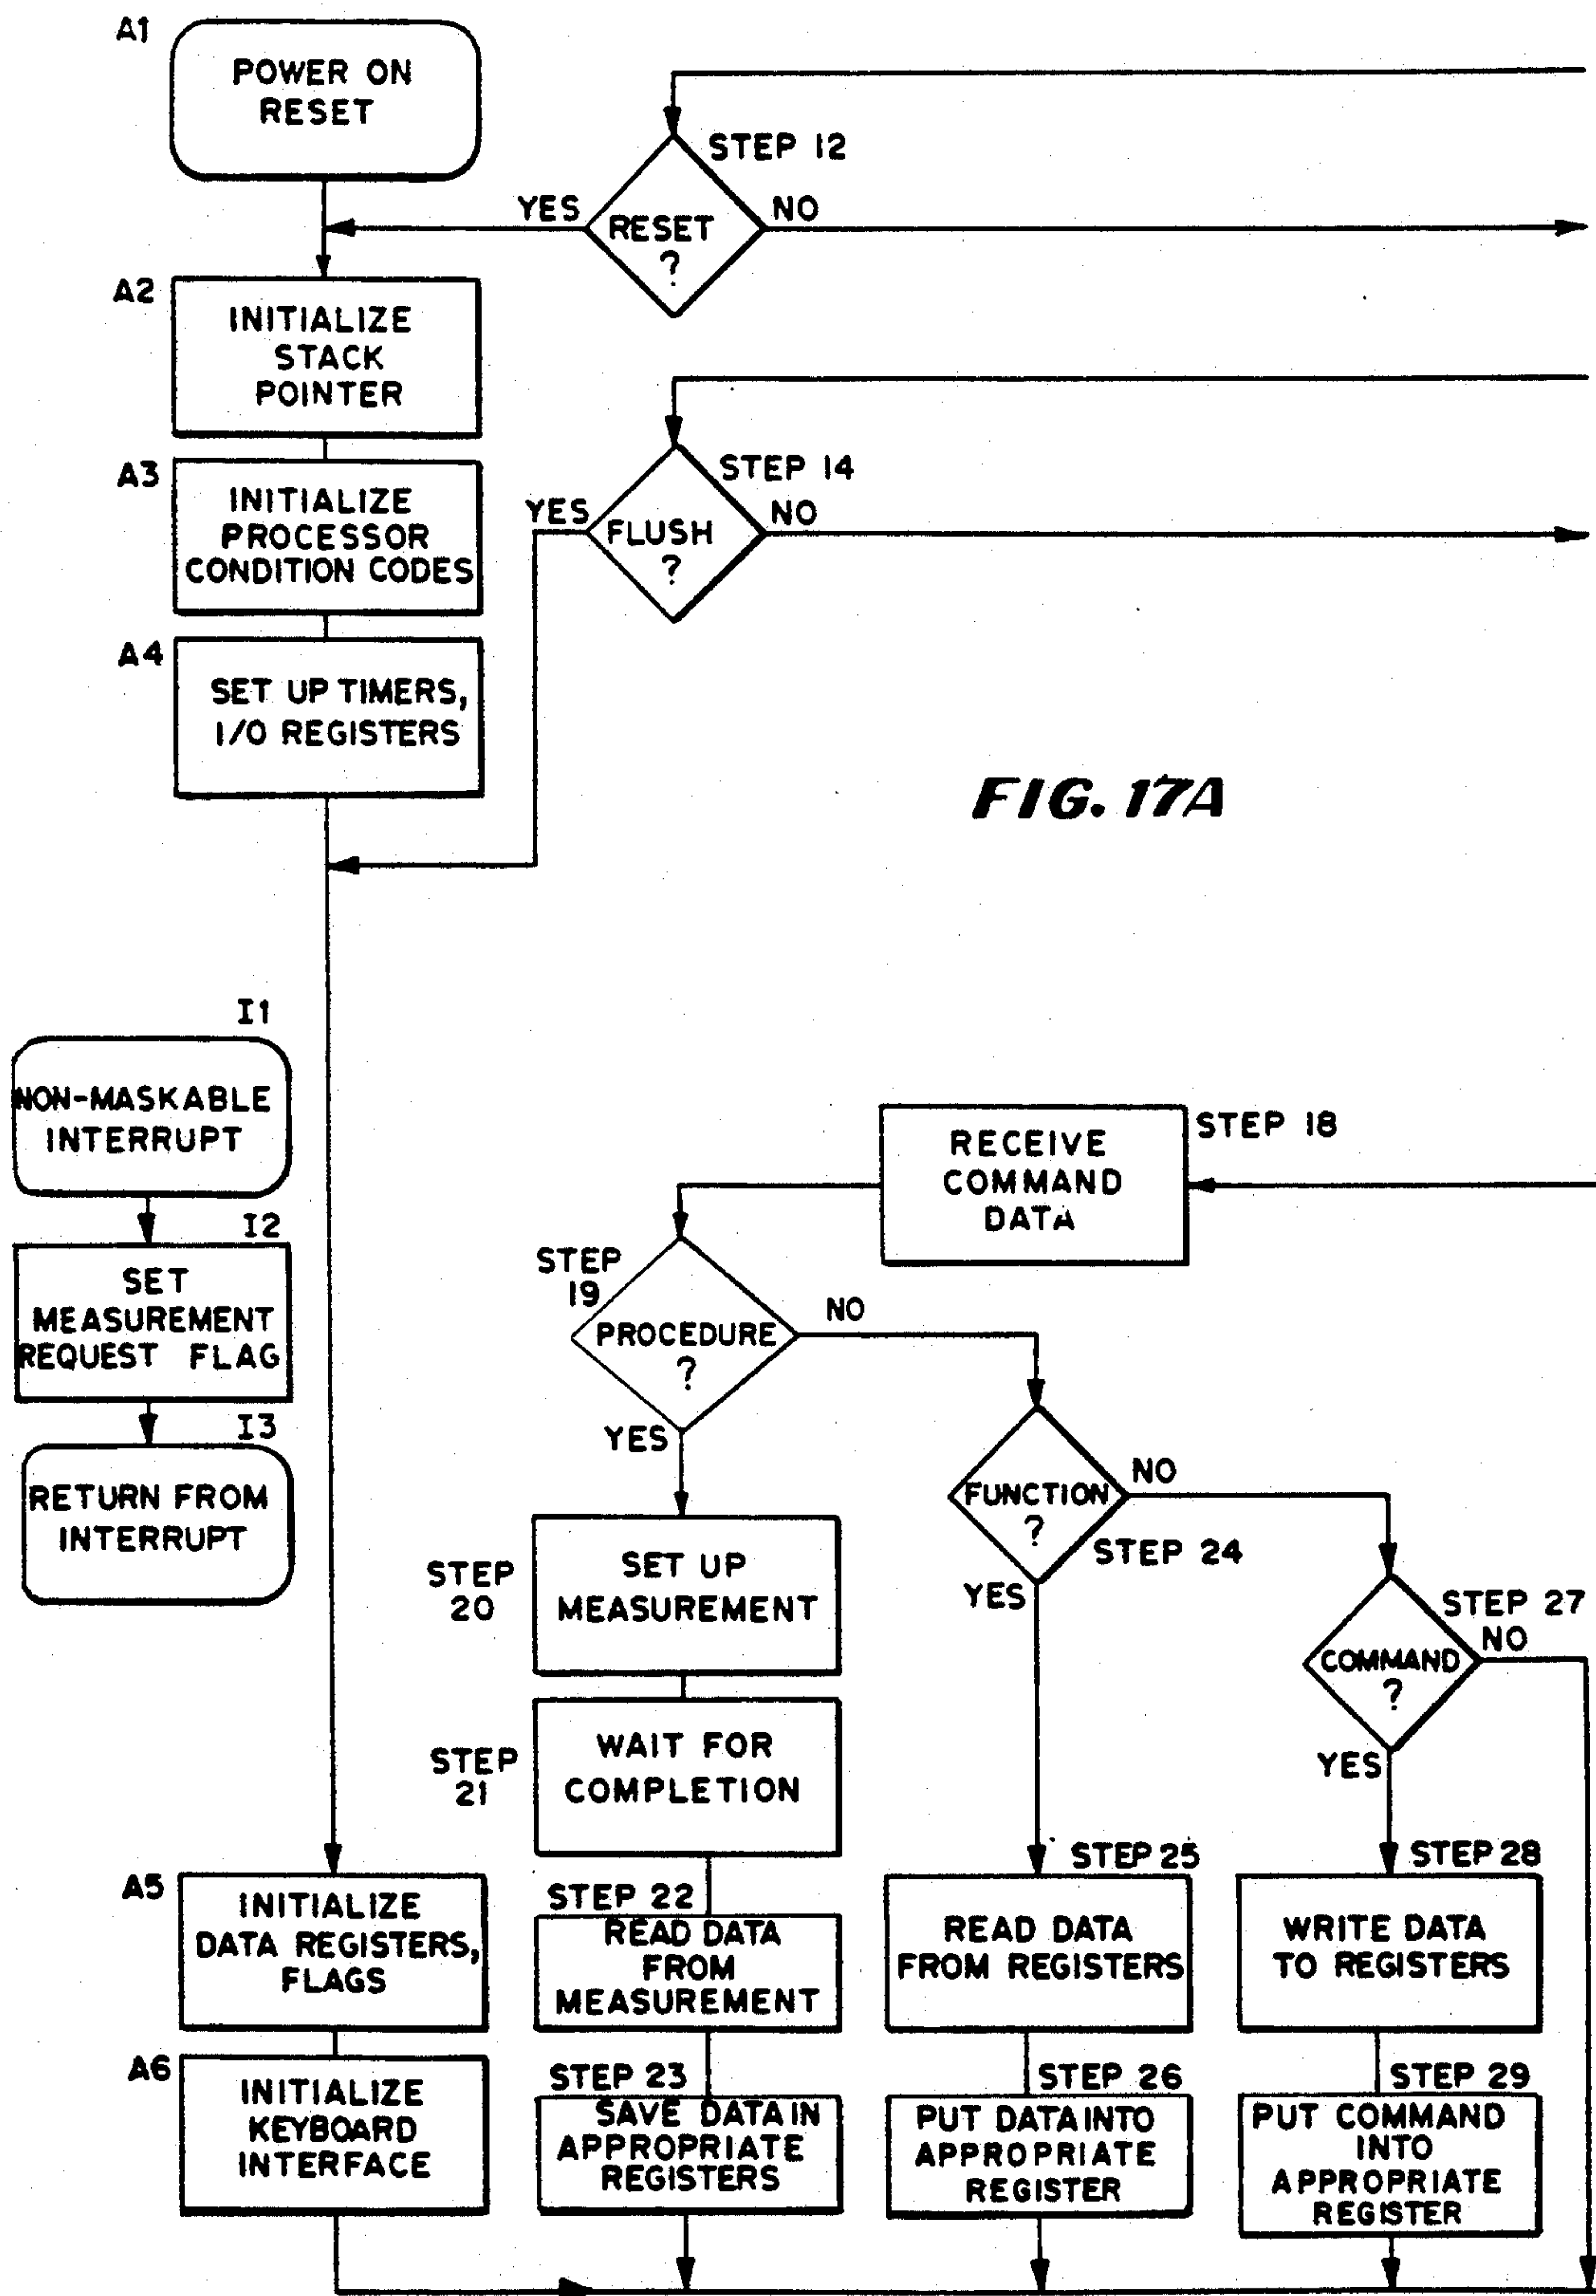 A1
POWER ON
RESET
STEP 12
YES
RESET
?
NO
A2
INITIALIZE
STACK
POINTER
A3
INITIALIZE
PROCESSOR
CONDITION CODES
STEP 14
YES
FLUSH
?
NO
A4
SET UP TIMERS,
I/O REGISTERS
FIG. 17A
I1
NON-MASKABLE
INTERRUPT
I2
SET
MEASUREMENT
REQUEST FLAG
I3
RETURN FROM
INTERRUPT
RECEIVE
COMMAND
DATA
STEP 18
STEP
19
PROCEDURE
?
NO
YES
FUNCTION
?
NO
STEP 24
YES
STEP
20
SET UP
MEASUREMENT
STEP 27
COMMAND
?
NO
YES
STEP
21
WAIT FOR
COMPLETION
A5
INITIALIZE
DATA REGISTERS,
FLAGS
STEP 22
READ DATA
FROM
MEASUREMENT
STEP 25
READ DATA
FROM REGISTERS
STEP 28
WRITE DATA
TO REGISTERS
A6
INITIALIZE
KEYBOARD
INTERFACE
STEP 23
SAVE DATA IN
APPROPRIATE
REGISTERS
STEP 26
PUT DATA INTO
APPROPRIATE
REGISTER
STEP 29
PUT COMMAND
INTO
APPROPRIATE
REGISTER